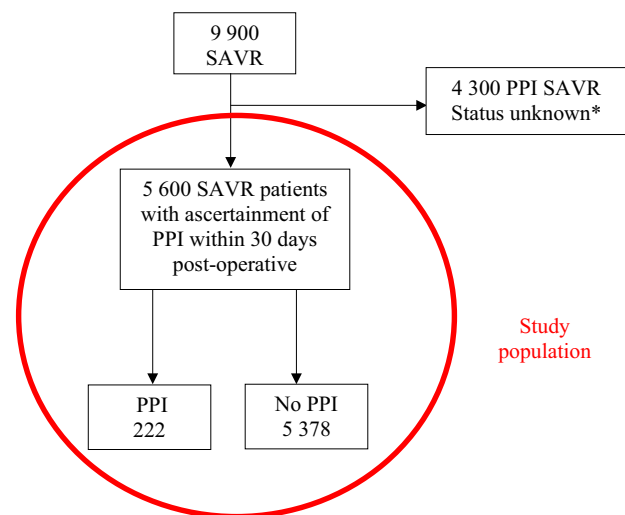 9 900
SAVR
4 300 PPI SAVR
Status unknown*
5 600 SAVR patients
with ascertainment of
PPI within 30 days
post-operative
Study
population
PPI
222
No PPI
5 378